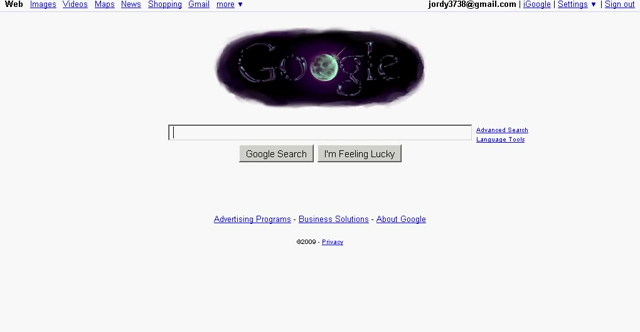 Web Images Videos Maps News Shopping Gmail more ▼ jordy3738@gmail.com | iGoogle | Settings ▼ | Sign out
Google
Advanced Search
Language Tools
Google Search I'm Feeling Lucky
Advertising Programs - Business Solutions - About Google
©2009 - Privacy